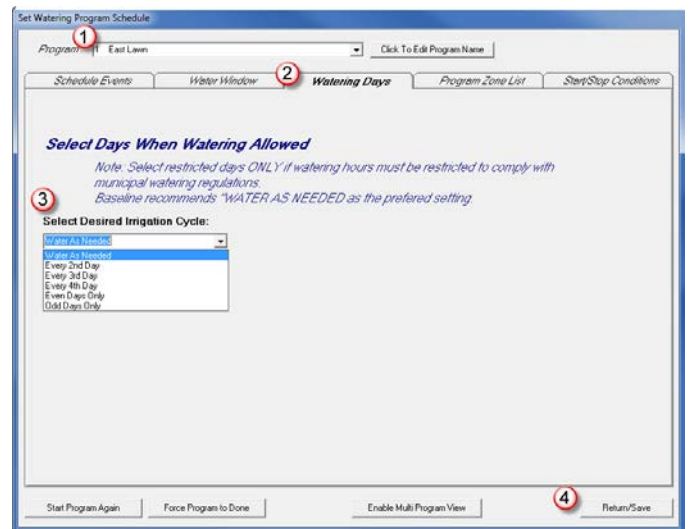 Set Watering Program Schedule
1
Program 1 East Lawn Click To Edit Program Name
2
Schedule Events Water Window Watering Days Program Zone List Start/Stop Conditions
Select Days When Watering Allowed
Note: Select restricted days ONLY if watering hours must be restricted to comply with
municipal watering regulations.
Baseline recommends "WATER AS NEEDED as the prefered setting.
3
Select Desired Irrigation Cycle:
Water As Needed
Water As Needed
Every 2nd Day
Every 3rd Day
Every 4th Day
Even Days Only
Odd Days Only
4
Start Program Again Force Program to Done Enable Multi Program View Return/Save